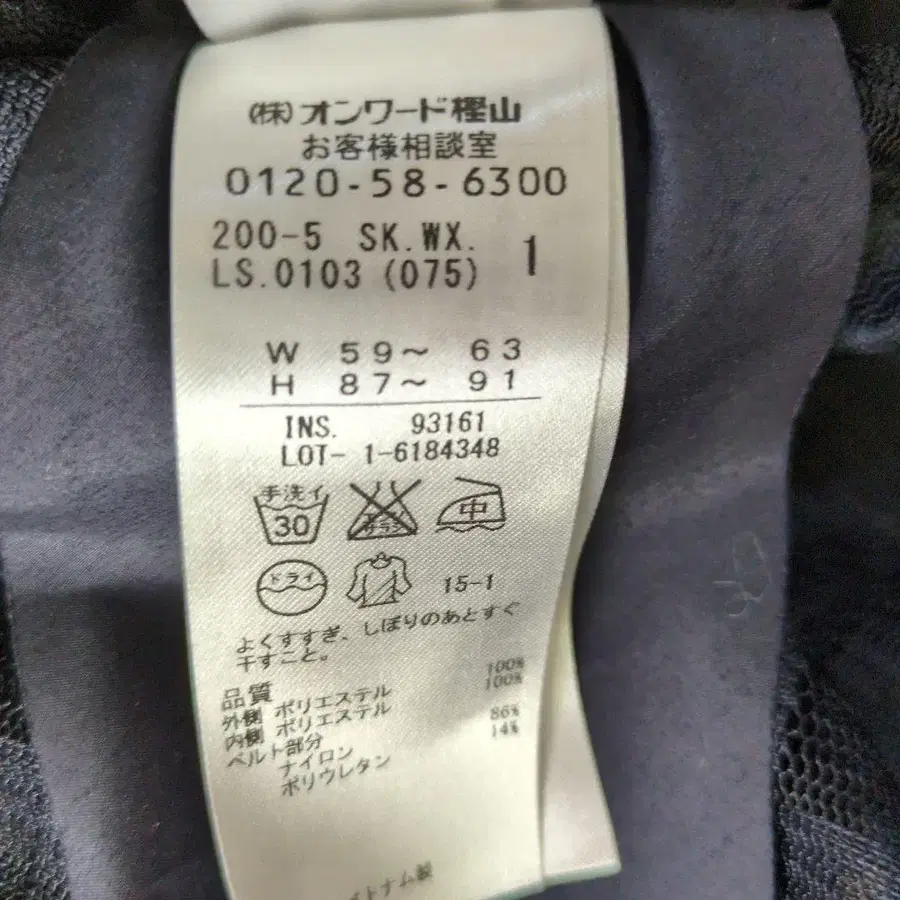 (株)オンワード樫山
お客様相談室
0120-58-6300
200-5 SK.WX. 1
LS.0103 (075)
W 59〜 63
H 87〜 91
INS. 93161
LOT- 1-6184348
手洗イ
30
中
ドライ
15-1
よくすすぎ、しぼりのあとすぐ
干すこと。
品質
外側 ポリエステル 100%
内側 ポリエステル 100%
ベルト部分
ナイロン 86%
ポリウレタン 14%
トナム製